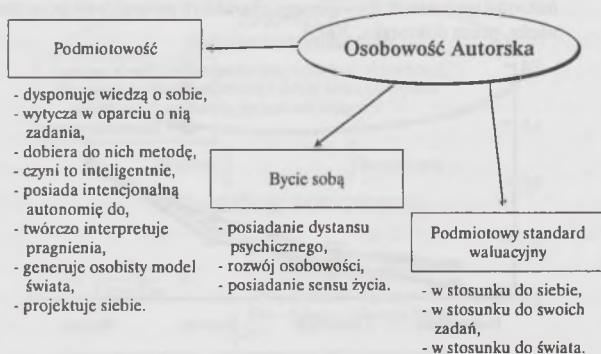 Osobowość Autorska
Podmiotowość
- dysponuje wiedzą o sobie,
- wytycza w oparciu o nią
zadania,
- dobiera do nich metodę,
- czyni to inteligentnie,
- posiada intencjonalną
autonomię do,
- twórczo interpretuje
pragnienia,
- generuje osobisty model
świata,
- projektuje siebie.
Bycie sobą
- posiadanie dystansu
psychicznego,
- rozwój osobowości,
- posiadanie sensu życia.
Podmiotowy standard
waluacyjny
- w stosunku do siebie,
- w stosunku do swoich
zadań,
- w stosunku do świata.